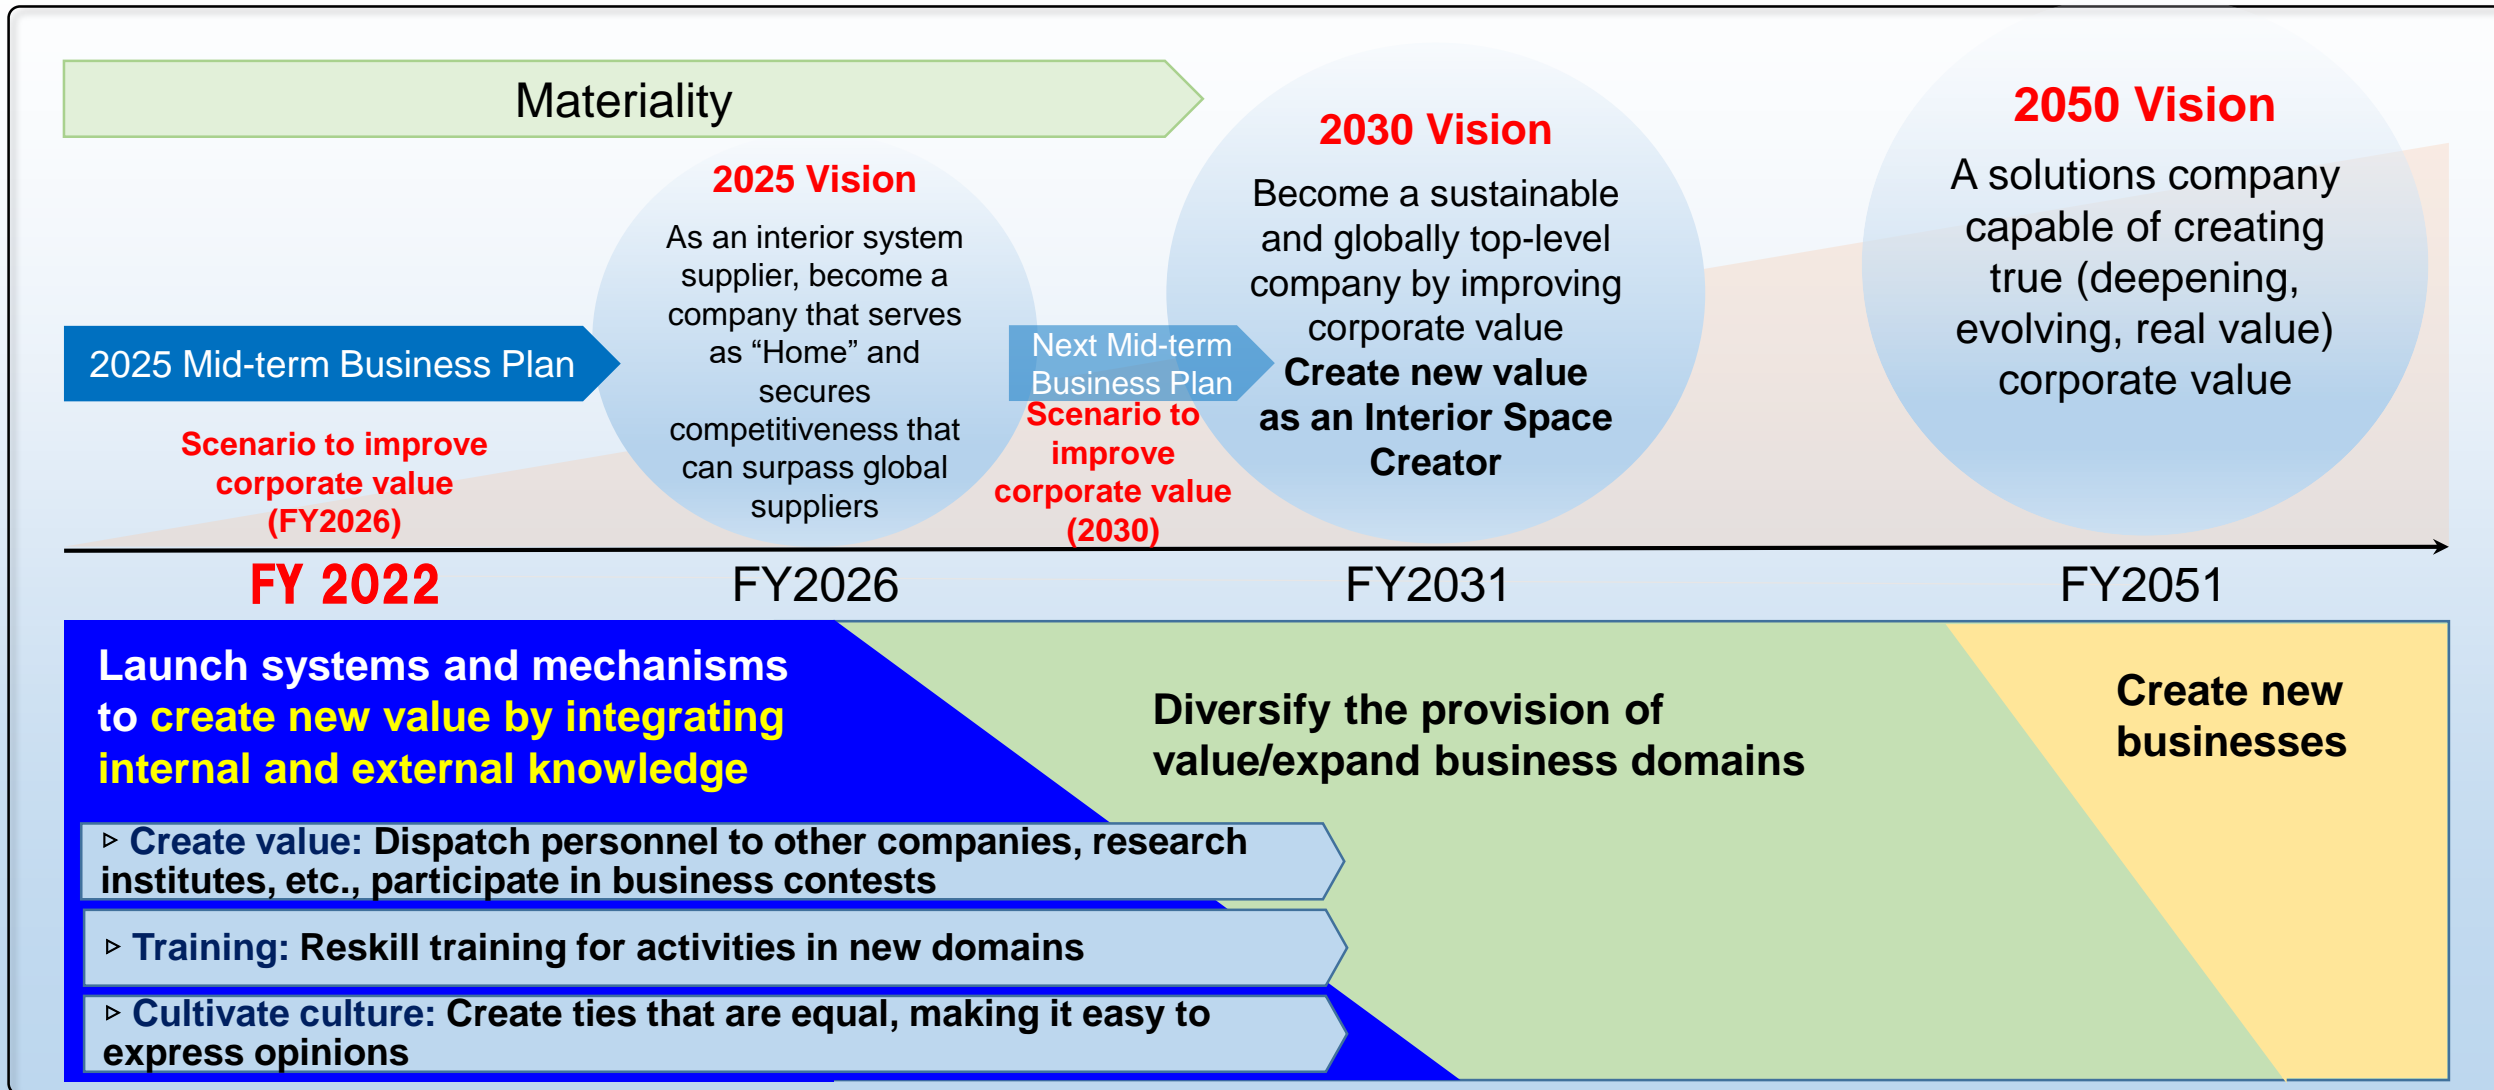 Materiality
2025 Vision
As an interior system
supplier, become a
company that serves
as “Home” and
secures
competitiveness that
can surpass global
suppliers
2030 Vision
Become a sustainable
and globally top-level
company by improving
corporate value
Create new value
as an Interior Space
Creator
2050 Vision
A solutions company
capable of creating
true (deepening,
evolving, real value)
corporate value
2025 Mid-term Business Plan
Scenario to improve
corporate value
(FY2026)
Next Mid-term
Business Plan
Scenario to
improve
corporate value
(2030)
FY 2022
FY2026
FY2031
FY2051
Launch systems and mechanisms
to create new value by integrating
internal and external knowledge
Diversify the provision of
value/expand business domains
Create new
businesses
▹ Create value: Dispatch personnel to other companies, research
institutes, etc., participate in business contests
▹ Training: Reskill training for activities in new domains
▹ Cultivate culture: Create ties that are equal, making it easy to
express opinions